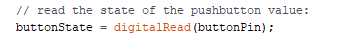 // read the state of the pushbutton value:
buttonState = digitalRead(buttonPin);